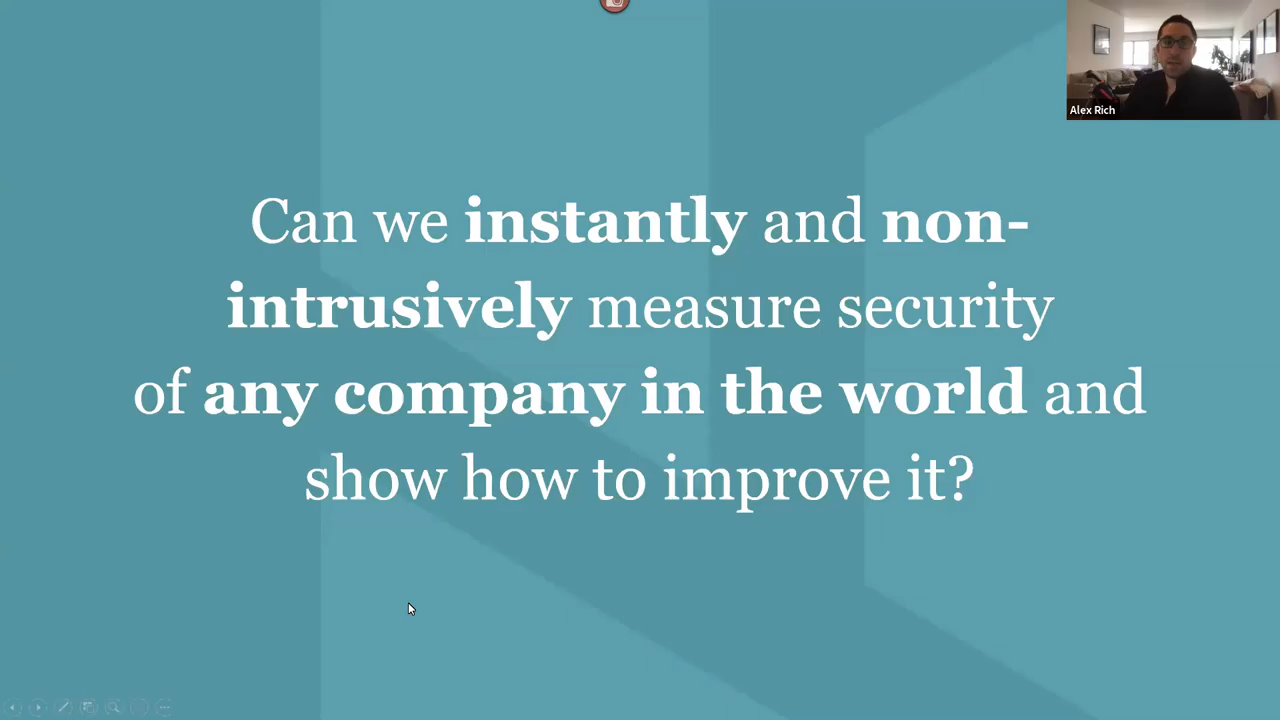 Alex Rich
Can we instantly and non-
intrusively measure security
of any company in the world and
show how to improve it?